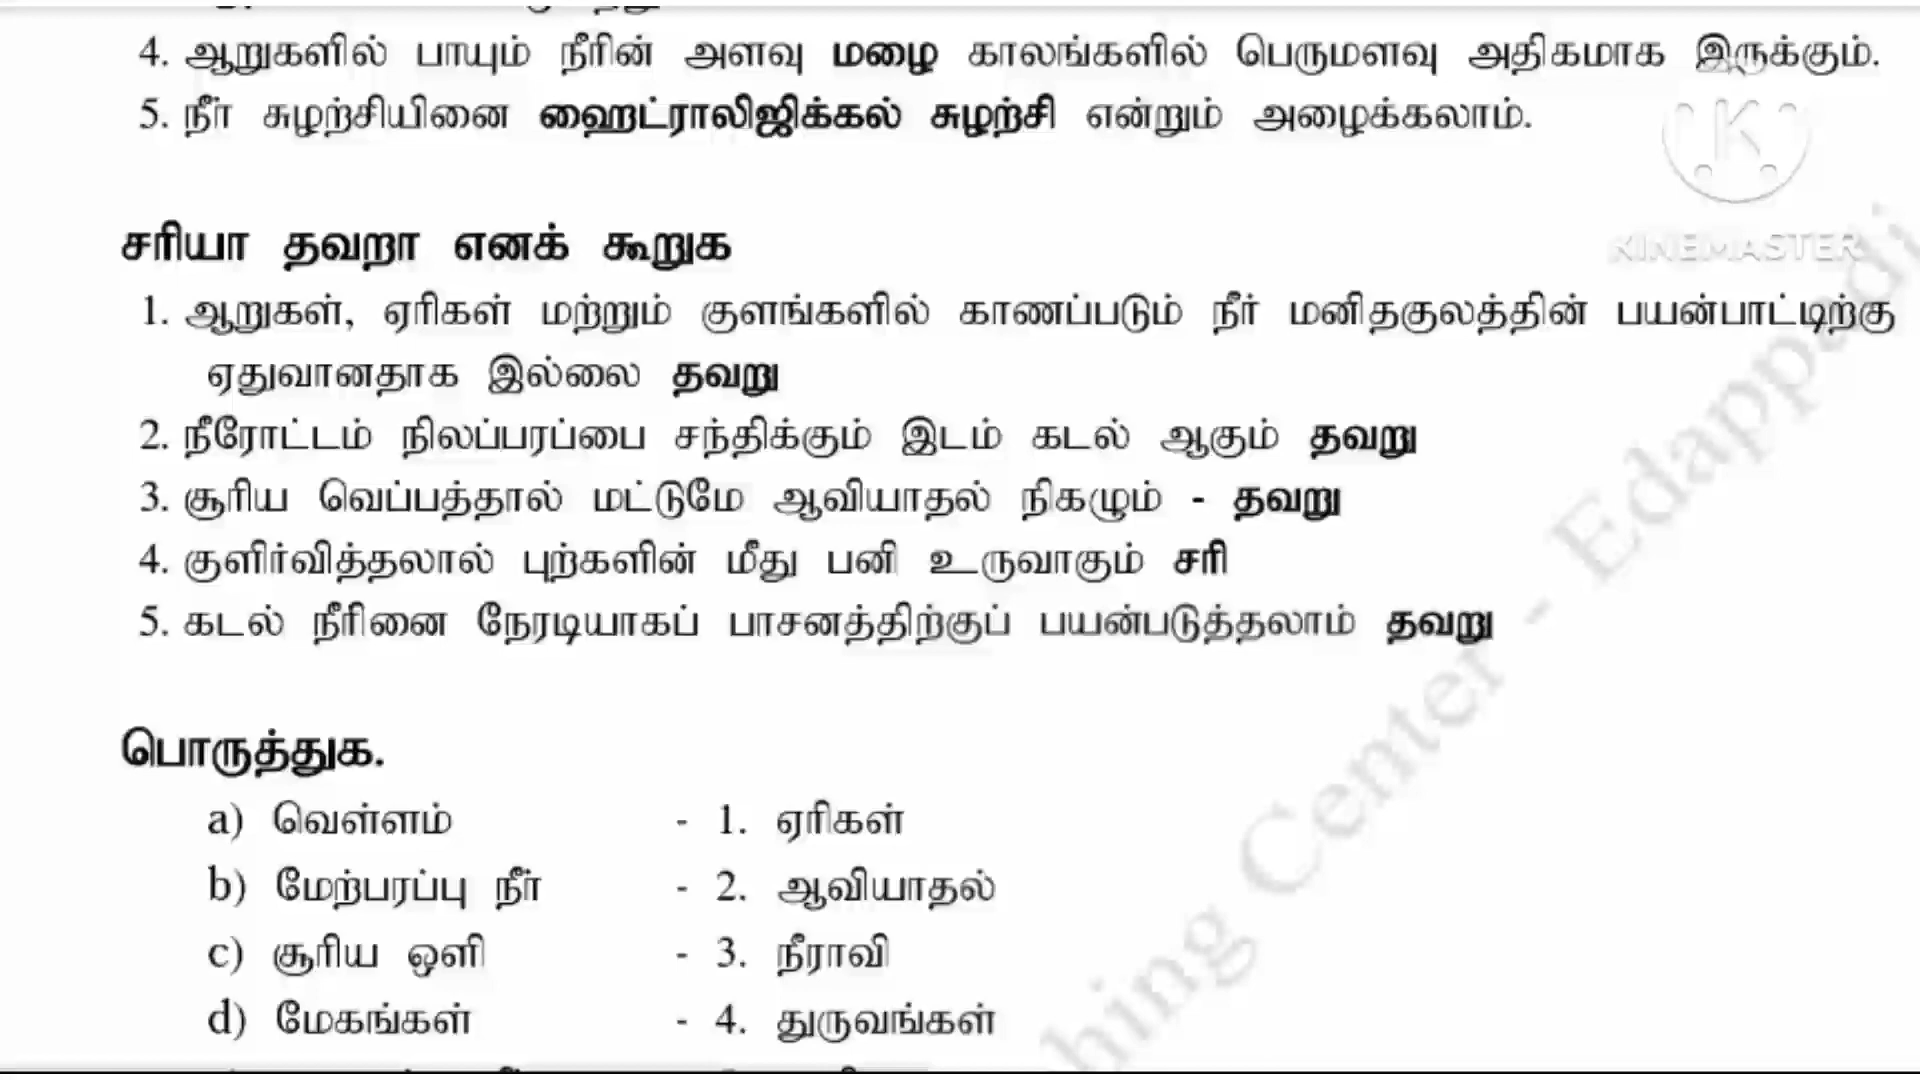 4. ஆறுகளில் பாயும் நீரின் அளவு மழை காலங்களில் பெருமளவு அதிகமாக இருக்கும்.
5. நீர் சுழற்சியினை ஹைட்ராலிஜிக்கல் சுழற்சி என்றும் அழைக்கலாம்.
KINEMASTER
சரியா தவறா எனக் கூறுக
1. ஆறுகள், ஏரிகள் மற்றும் குளங்களில் காணப்படும் நீர் மனிதகுலத்தின் பயன்பாட்டிற்கு
ஏதுவானதாக இல்லை தவறு
2. நீரோட்டம் நிலப்பரப்பை சந்திக்கும் இடம் கடல் ஆகும் தவறு
3. சூரிய வெப்பத்தால் மட்டுமே ஆவியாதல் நிகழும் - தவறு
4. குளிர்வித்தலால் புற்களின் மீது பனி உருவாகும் சரி
5. கடல் நீரினை நேரடியாகப் பாசனத்திற்குப் பயன்படுத்தலாம் தவறு
பொருத்துக.
a) வெள்ளம் - 1. ஏரிகள்
b) மேற்பரப்பு நீர் - 2. ஆவியாதல்
c) சூரிய ஒளி - 3. நீராவி
d) மேகங்கள் - 4. துருவங்கள்
hing Center - Edappadi